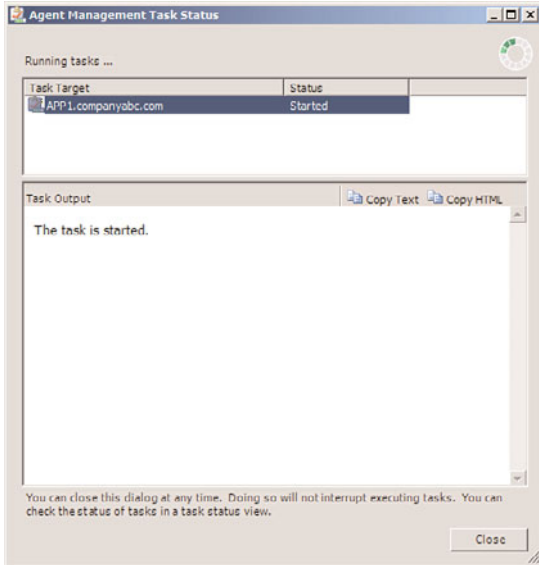 Agent Management Task Status
Running tasks ...
Task Target Status
APP1.companyabc.com Started
Task Output Copy Text Copy HTML
The task is started.
You can close this dialog at any time. Doing so will not interrupt executing tasks. You can
check the status of tasks in a task status view.
Close